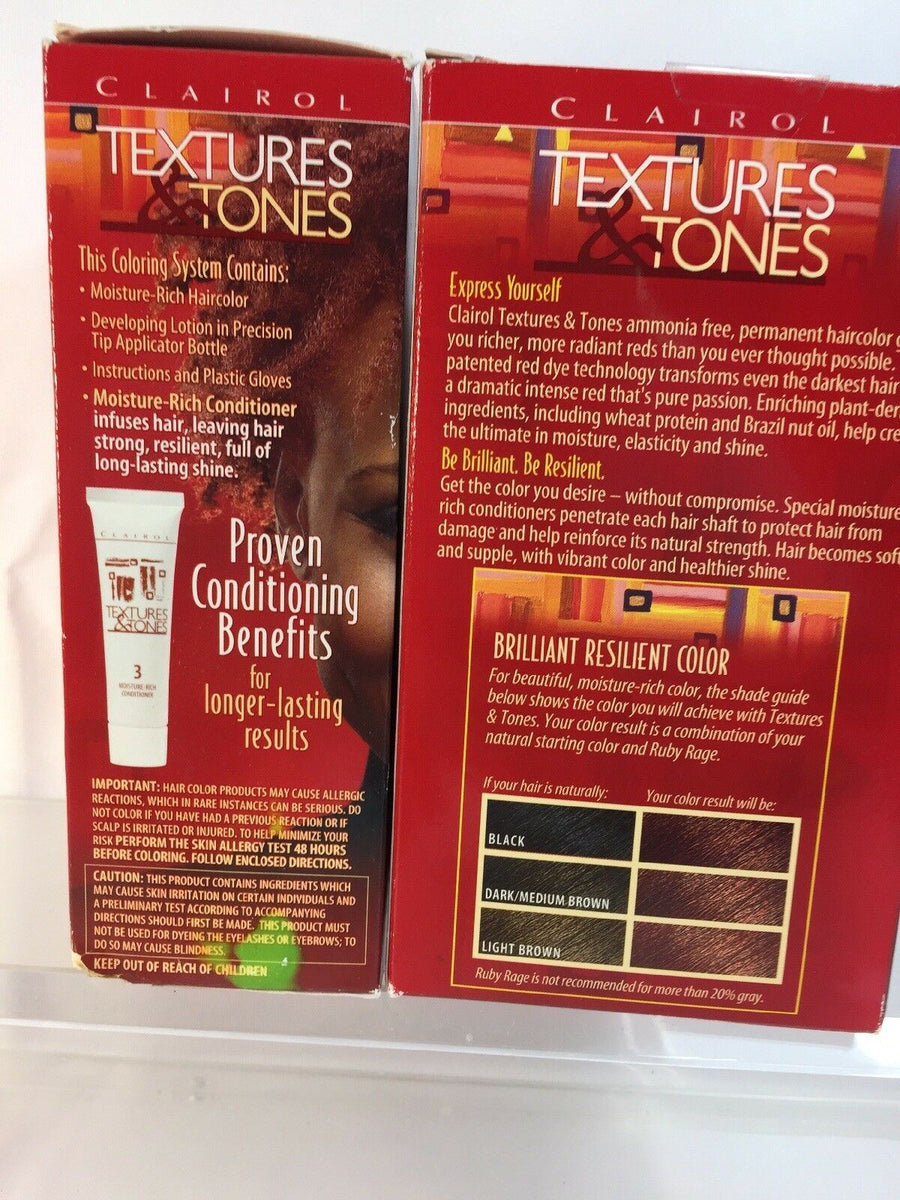 CLAIROL
TEXTURES
& TONES
This Coloring System Contains:
• Moisture-Rich Haircolor
• Developing Lotion in Precision
Tip Applicator Bottle
• Instructions and Plastic Gloves
• Moisture-Rich Conditioner
infuses hair, leaving hair
strong, resilient, full of
long-lasting shine.
CLAIROL
TEXTURES
& TONES
3
MOISTURE-RICH
CONDITIONER
Proven
Conditioning
Benefits
for
longer-lasting
results
IMPORTANT: HAIR COLOR PRODUCTS MAY CAUSE ALLERGIC
REACTIONS, WHICH IN RARE INSTANCES CAN BE SERIOUS. DO
NOT COLOR IF YOU HAVE HAD A PREVIOUS REACTION OR IF
SCALP IS IRRITATED OR INJURED. TO HELP MINIMIZE YOUR
RISK PERFORM THE SKIN ALLERGY TEST 48 HOURS
BEFORE COLORING. FOLLOW ENCLOSED DIRECTIONS.
CAUTION: THIS PRODUCT CONTAINS INGREDIENTS WHICH
MAY CAUSE SKIN IRRITATION ON CERTAIN INDIVIDUALS AND
A PRELIMINARY TEST ACCORDING TO ACCOMPANYING
DIRECTIONS SHOULD FIRST BE MADE. THIS PRODUCT MUST
NOT BE USED FOR DYEING THE EYELASHES OR EYEBROWS; TO
DO SO MAY CAUSE BLINDNESS.
KEEP OUT OF REACH OF CHILDREN
CLAIROL
TEXTURES
& TONES
Express Yourself
Clairol Textures & Tones ammonia free, permanent haircolor
you richer, more radiant reds than you ever thought possible.
patented red dye technology transforms even the darkest hair
a dramatic intense red that's pure passion. Enriching plant-der
ingredients, including wheat protein and Brazil nut oil, help cre
the ultimate in moisture, elasticity and shine.
Be Brilliant. Be Resilient.
Get the color you desire – without compromise. Special moisture
rich conditioners penetrate each hair shaft to protect hair from
damage and help reinforce its natural strength. Hair becomes sof
and supple, with vibrant color and healthier shine.
BRILLIANT RESILIENT COLOR
For beautiful, moisture-rich color, the shade guide
below shows the color you will achieve with Textures
& Tones. Your color result is a combination of your
natural starting color and Ruby Rage.
If your hair is naturally: Your color result will be:
BLACK
DARK/MEDIUM BROWN
LIGHT BROWN
Ruby Rage is not recommended for more than 20% gray.